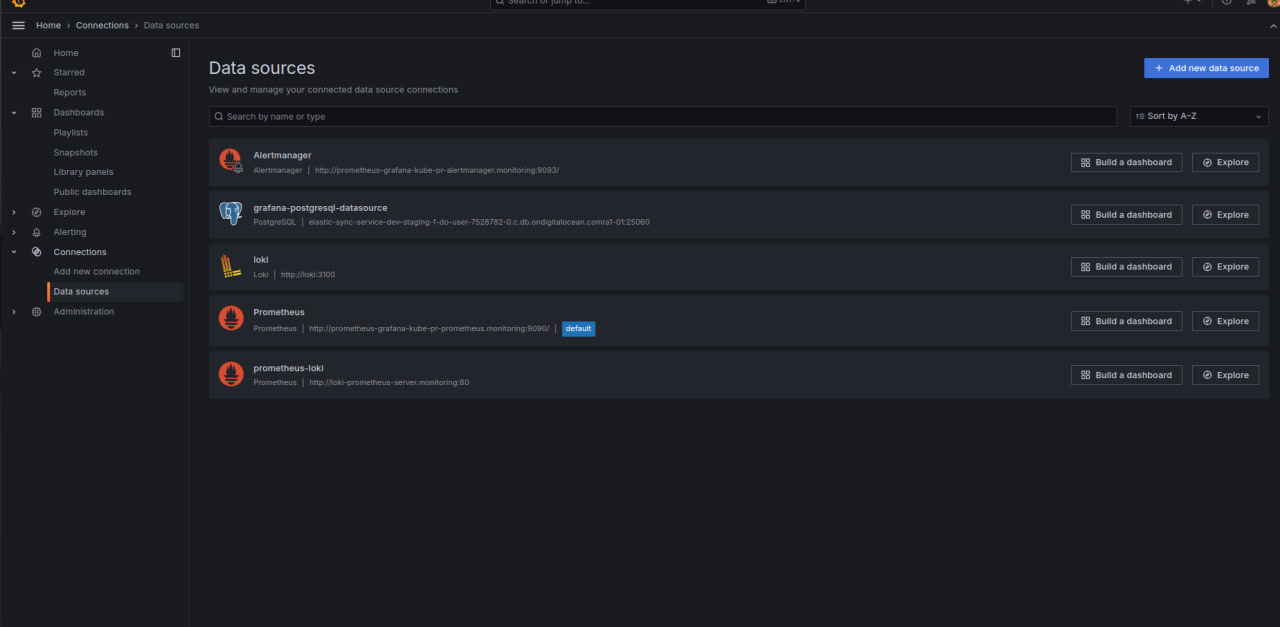 Search or jump to...
Home › Connections › Data sources
Home
Starred
Reports
Dashboards
Playlists
Snapshots
Library panels
Public dashboards
Explore
Alerting
Connections
Add new connection
Data sources
Administration
Data sources
Add new data source
View and manage your connected data source connections
Search by name or type
Sort by A–Z
Alertmanager
Alertmanager | http://prometheus-grafana-kube-pr-alertmanager.monitoring:9093/
Build a dashboard
Explore
grafana-postgresql-datasource
PostgreSQL | elastic-sync-service-dev-staging-f-do-user-7528782-0.c.db.ondigitalocean.comra1-01:25060
Build a dashboard
Explore
loki
Loki | http://loki:3100
Build a dashboard
Explore
Prometheus
Prometheus | http://prometheus-grafana-kube-pr-prometheus.monitoring:9090/ | default
Build a dashboard
Explore
prometheus-loki
Prometheus | http://loki-prometheus-server.monitoring:80
Build a dashboard
Explore